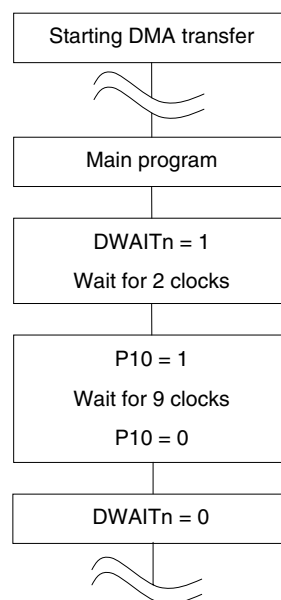 Starting DMA transfer
Main program
DWAITn = 1
Wait for 2 clocks
P10 = 1
Wait for 9 clocks
P10 = 0
DWAITn = 0